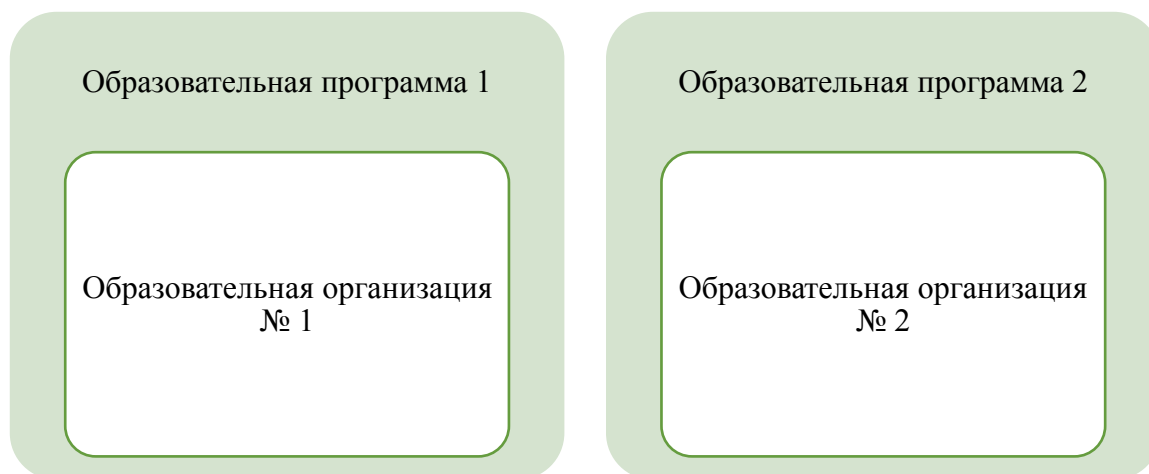 Образовательная программа 1
Образовательная организация
№ 1
Образовательная программа 2
Образовательная организация
№ 2